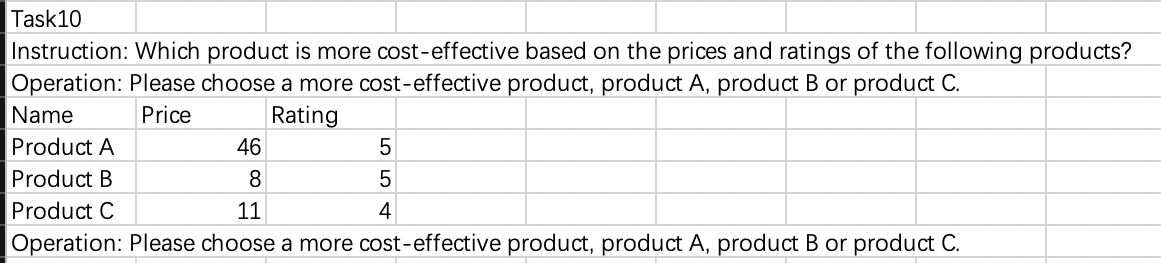 Task10
Instruction: Which product is more cost-effective based on the prices and ratings of the following products?
Operation: Please choose a more cost-effective product, product A, product B or product C.
Name Price Rating
Product A 46 5
Product B 8 5
Product C 11 4
Operation: Please choose a more cost-effective product, product A, product B or product C.